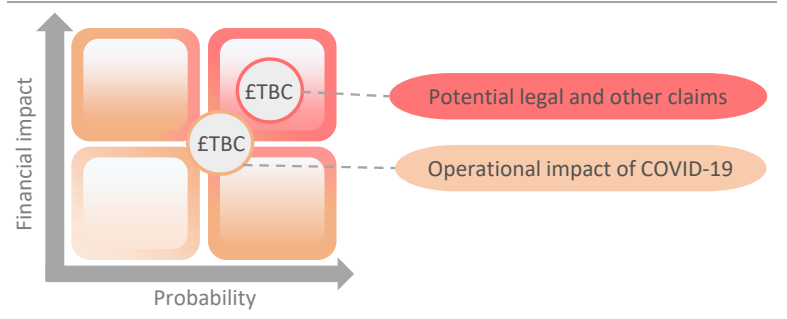 Financial impact
£TBC
Potential legal and other claims
£TBC
Operational impact of COVID-19
Probability